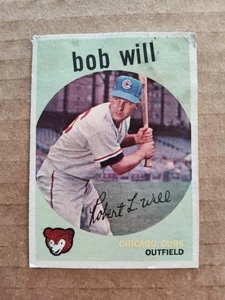 bob will
C
Robert L. Will
CHICAGO CUBS
OUTFIELD